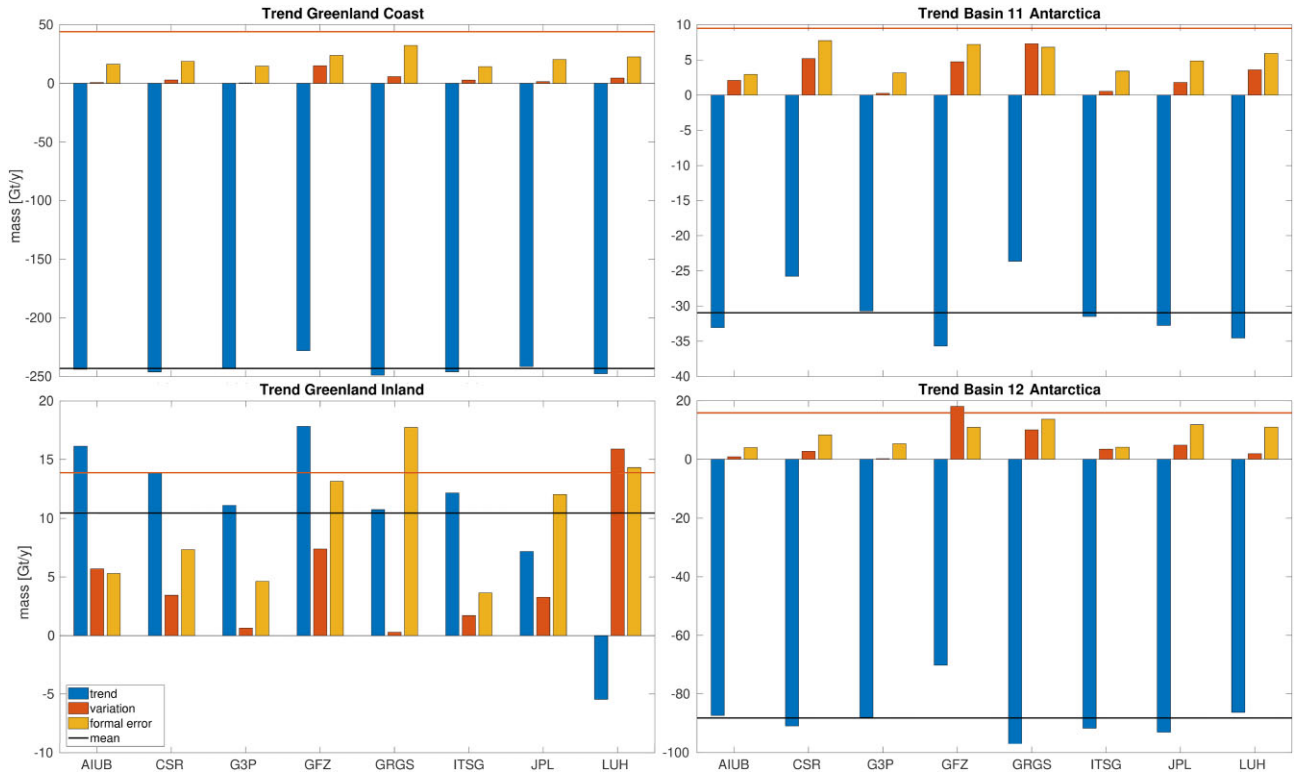 Trend Greenland Coast
50
0
-50
-100
-150
-200
-250
mass [Gt/y]
Trend Basin 11 Antarctica
10
5
0
-5
-10
-15
-20
-25
-30
-35
-40
Trend Greenland Inland
20
15
10
5
0
-5
-10
mass [Gt/y]
trend
variation
formal error
mean
AIUB CSR G3P GFZ GRGS ITSG JPL LUH
Trend Basin 12 Antarctica
20
0
-20
-40
-60
-80
-100
AIUB CSR G3P GFZ GRGS ITSG JPL LUH